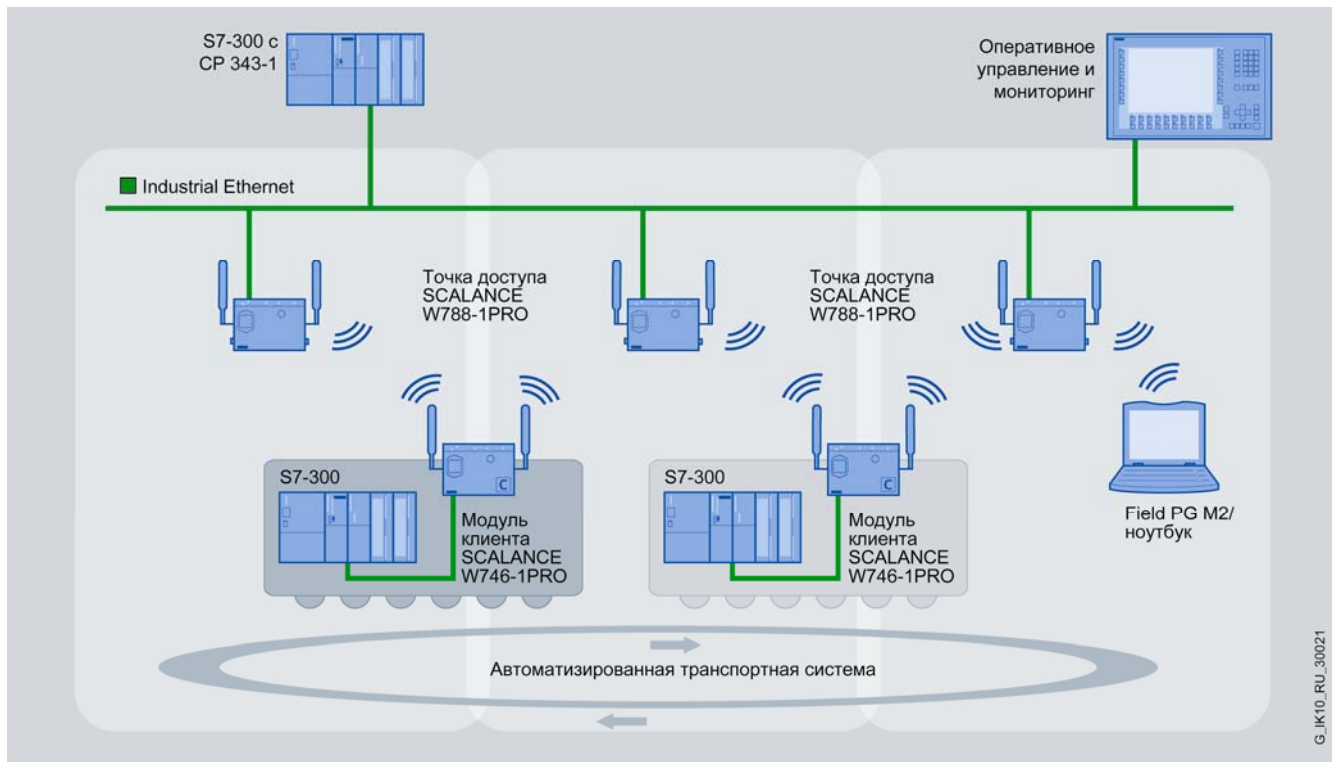 S7-300 с
CP 343-1
Оперативное
управление и
мониторинг
Industrial Ethernet
Точка доступа
SCALANCE
W788-1PRO
Точка доступа
SCALANCE
W788-1PRO
S7-300
C
Модуль
клиента
SCALANCE
W746-1PRO
S7-300
C
Модуль
клиента
SCALANCE
W746-1PRO
Field PG M2/
ноутбук
Автоматизированная транспортная система
G_IK10_RU_30021